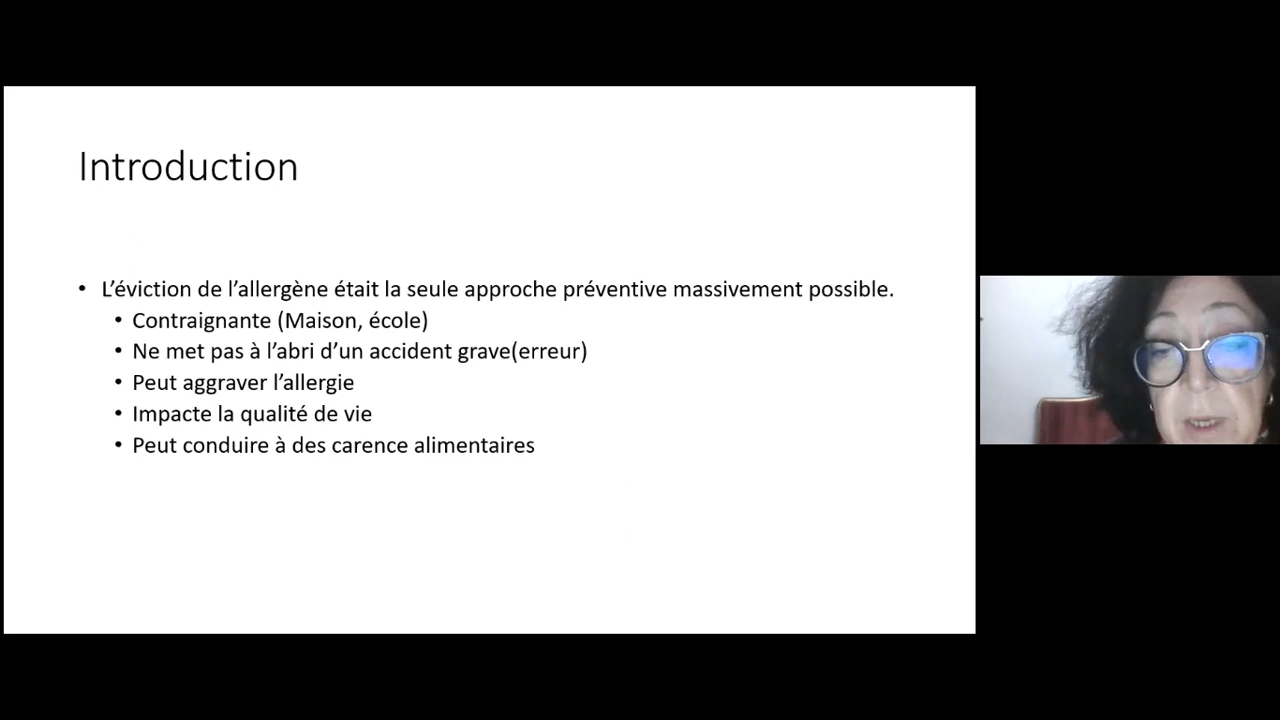 Introduction
• L’éviction de l’allergène était la seule approche préventive massivement possible.
• Contraignante (Maison, école)
• Ne met pas à l’abri d’un accident grave(erreur)
• Peut aggraver l’allergie
• Impacte la qualité de vie
• Peut conduire à des carence alimentaires